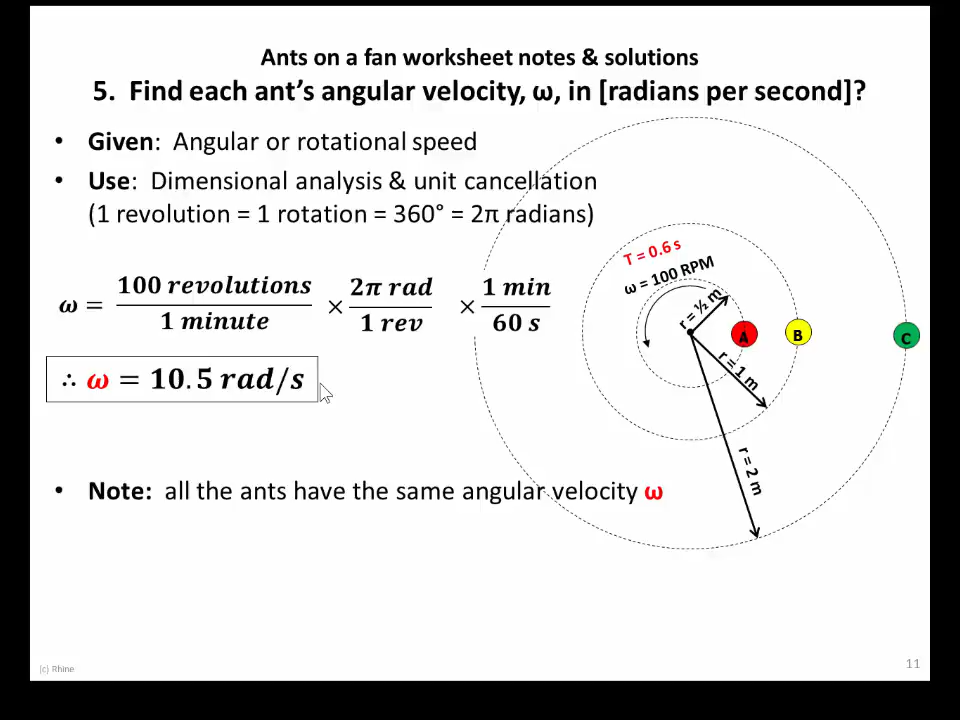 Ants on a fan worksheet notes & solutions
5. Find each ant's angular velocity, ω, in [radians per second]?
• Given: Angular or rotational speed
• Use: Dimensional analysis & unit cancellation
(1 revolution = 1 rotation = 360° = 2π radians)
ω = 100 revolutions / 1 minute × 2π rad / 1 rev × 1 min / 60 s
∴ ω = 10.5 rad/s
• Note: all the ants have the same angular velocity ω
T = 0.6 s
ω = 100 RPM
r = ½ m
A
B
C
r = 1 m
r = 2 m
(c) Rhine
11